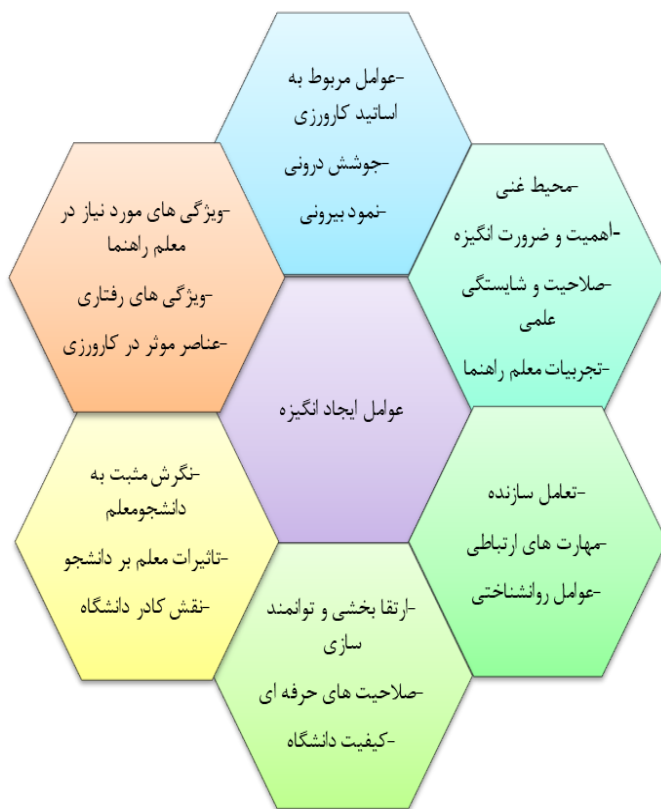 -عوامل مربوط به
اساتید کارورزی
-جوشش درونی
-نمود بیرونی
-محیط غنی
-اهمیت و ضرورت انگیزه
-صلاحیت و شایستگی
علمی
-تجربیات معلم راهنما
-تعامل سازنده
-مهارت های ارتباطی
-عوامل روانشناختی
-ارتقا بخشی و توانمند
سازی
-صلاحیت های حرفه ای
-کیفیت دانشگاه
-نگرش مثبت به
دانشجومعلم
-تاثیرات معلم بر دانشجو
-نقش کادر دانشگاه
-ویژگی های مورد نیاز در
معلم راهنما
-ویژگی های رفتاری
-عناصر موثر در کارورزی
عوامل ایجاد انگیزه